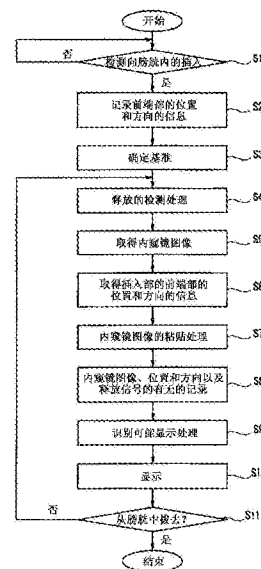 开始
否
检测向膀胱内的插入
S1
是
记录前端部的位置
和方向的信息
S2
确定基准
S3
释放的检测处理
S4
取得内窥镜图像
S5
取得插入部的前端部的
位置和方向的信息
S6
内窥镜图像的粘贴处理
S7
内窥镜图像、位置和方向以及
释放信号的有无的记录
S8
识别可能显示处理
S9
显示
S1
否
从膀胱中拔去？
S11
是
结束